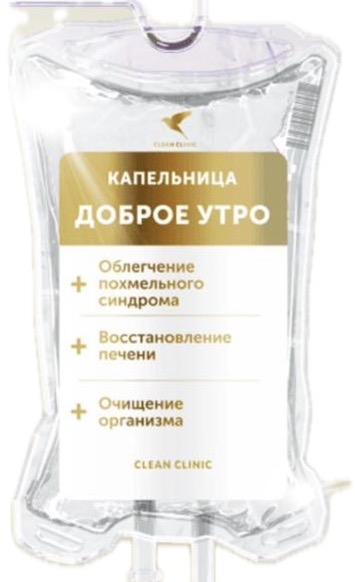 CLEAN CLINIC
КАПЕЛЬНИЦА
ДОБРОЕ УТРО
+ Облегчение
похмельного
синдрома
+ Восстановление
печени
+ Очищение
организма
CLEAN CLINIC